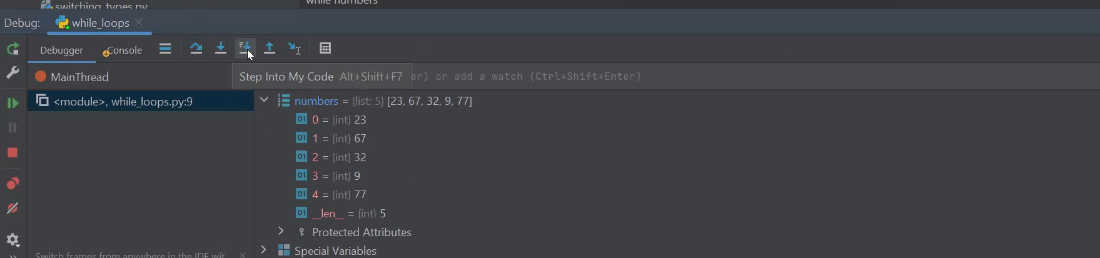 switching_types.py
while numbers
Debug: while_loops
Debugger Console
MainThread
Step Into My Code Alt+Shift+F7 er) or add a watch (Ctrl+Shift+Enter)
<module>, while_loops.py:9
numbers = {list: 5} [23, 67, 32, 9, 77]
0 = {int} 23
1 = {int} 67
2 = {int} 32
3 = {int} 9
4 = {int} 77
__len__ = {int} 5
Protected Attributes
Special Variables
Switch frames from anywhere in the IDE wit